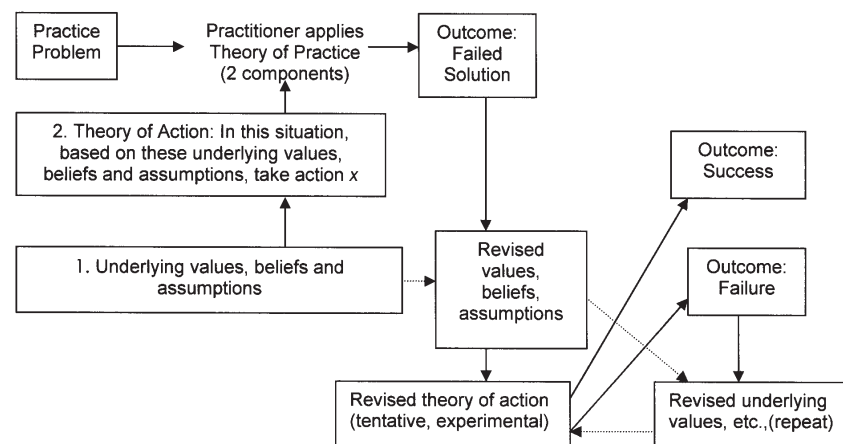 Practice
Problem
Practitioner applies
Theory of Practice
(2 components)
Outcome:
Failed
Solution
2. Theory of Action: In this situation,
based on these underlying values,
beliefs and assumptions, take action x
Outcome:
Success
1. Underlying values, beliefs and
assumptions
Revised
values,
beliefs,
assumptions
Outcome:
Failure
Revised theory of action
(tentative, experimental)
Revised underlying
values, etc.,(repeat)